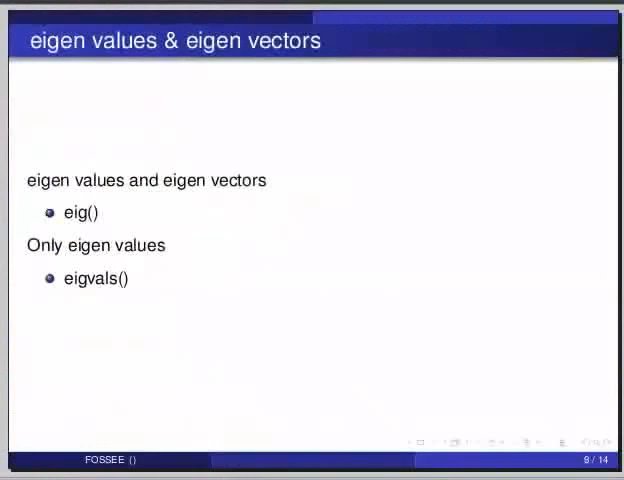 eigen values & eigen vectors
eigen values and eigen vectors
eig()
Only eigen values
eigvals()
FOSSEE ()
9 / 14